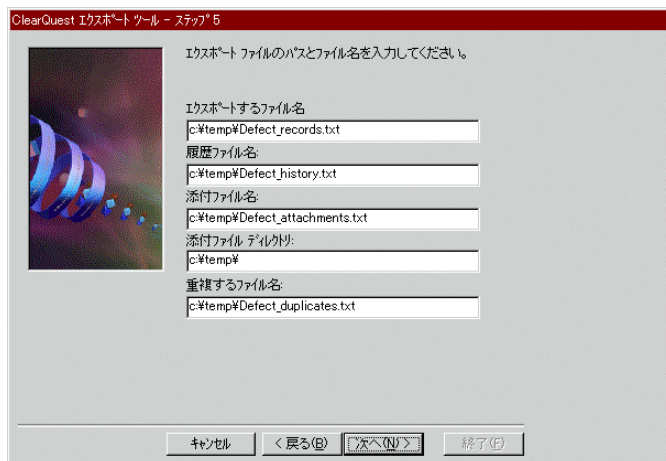 ClearQuest ｴｸｽﾎﾟｰﾄ ﾂｰﾙ - ｽﾃｯﾌﾟ 5
ｴｸｽﾎﾟｰﾄ ﾌｧｲﾙのﾊﾟｽとﾌｧｲﾙ名を入力してください。
ｴｸｽﾎﾟｰﾄするﾌｧｲﾙ名
c:¥temp¥Defect_records.txt
履歴ﾌｧｲﾙ名:
c:¥temp¥Defect_history.txt
添付ﾌｧｲﾙ名:
c:¥temp¥Defect_attachments.txt
添付ﾌｧｲﾙ ﾃﾞｨﾚｸﾄﾘ:
c:¥temp¥
重複するﾌｧｲﾙ名:
c:¥temp¥Defect_duplicates.txt
ｷｬﾝｾﾙ < 戻る(B) 次へ(N) > 終了(F)